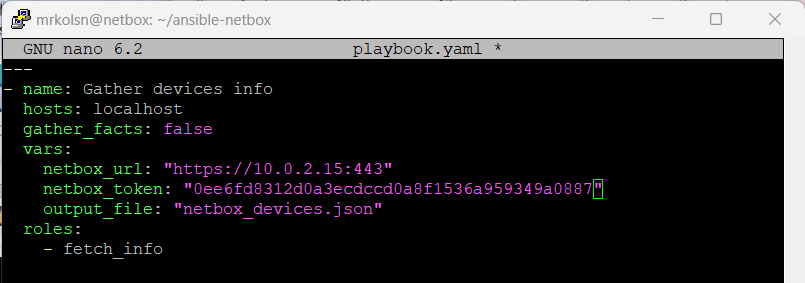 mrkolsn@netbox: ~/ansible-netbox
GNU nano 6.2 playbook.yaml *
---
- name: Gather devices info
  hosts: localhost
  gather_facts: false
  vars:
    netbox_url: "https://10.0.2.15:443"
    netbox_token: "0ee6fd8312d0a3ecdccd0a8f1536a959349a0887"
    output_file: "netbox_devices.json"
  roles:
    - fetch_info